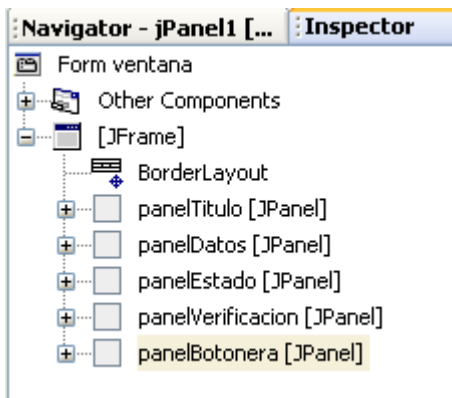 Navigator - jPanel1 [... Inspector
Form ventana
Other Components
[JFrame]
BorderLayout
panelTitulo [JPanel]
panelDatos [JPanel]
panelEstado [JPanel]
panelVerificacion [JPanel]
panelBotonera [JPanel]